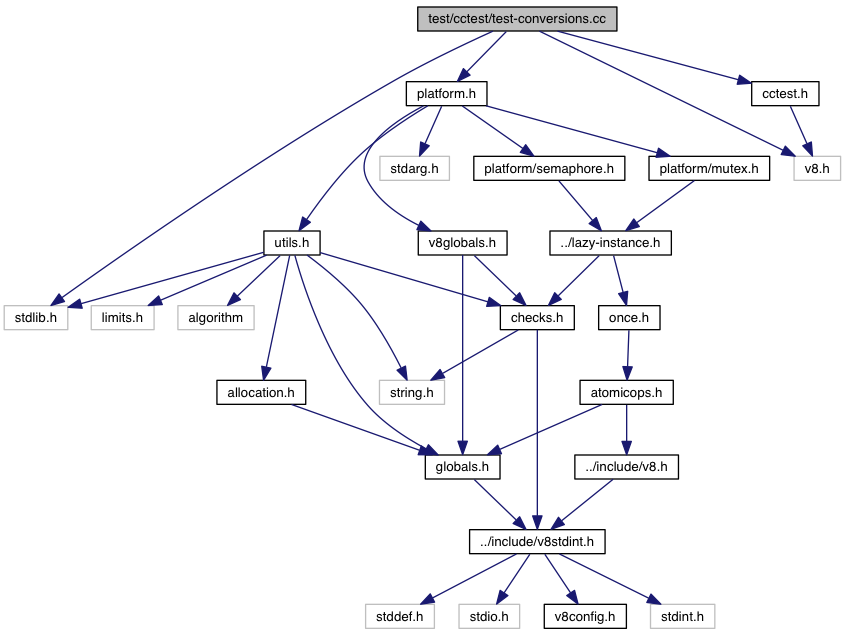 test/cctest/test-conversions.cc
platform.h
cctest.h
stdarg.h
platform/semaphore.h
platform/mutex.h
v8.h
utils.h
v8globals.h
../lazy-instance.h
stdlib.h
limits.h
algorithm
checks.h
once.h
allocation.h
string.h
atomicops.h
globals.h
../include/v8.h
../include/v8stdint.h
stddef.h
stdio.h
v8config.h
stdint.h